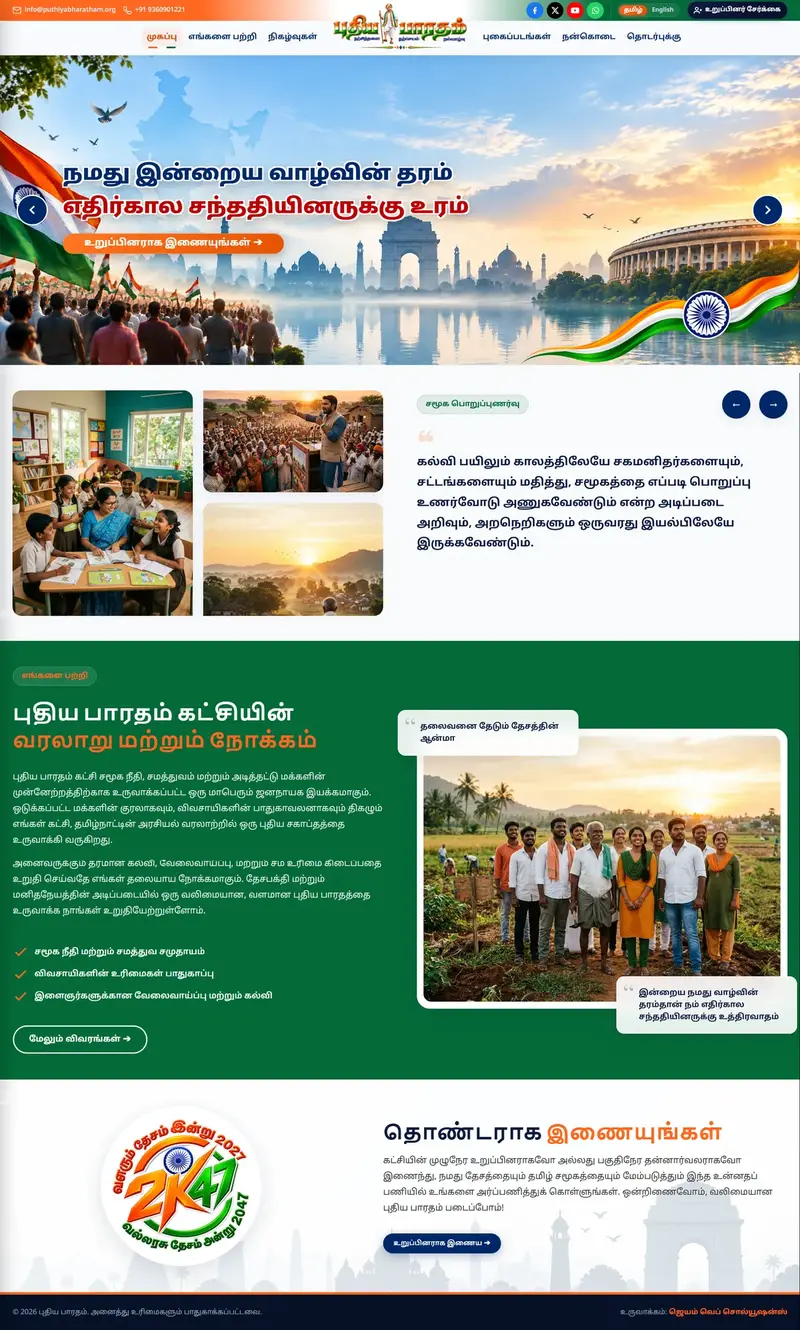 info@puthiyabharatham.org
+91 9360901221
தமிழ்
English
உறுப்பினர் சேர்க்கை
முகப்பு
எங்களை பற்றி
நிகழ்வுகள்
புதிய பாரதம்
புகைப்படங்கள்
நன்கொடை
தொடர்புக்கு
நமது இன்றைய வாழ்வின் தரம்
எதிர்கால சந்ததியினருக்கு உரம்
உறுப்பினராக இணையுங்கள் ➔
சமூக பொறுப்புணர்வு
← →
கல்வி பயிலும் காலத்திலேயே சகமனிதர்களையும்,
சட்டங்களையும் மதித்து, சமூகத்தை எப்படி பொறுப்பு
உணர்வோடு அணுகவேண்டும் என்ற அடிப்படை
அறிவும், அறநெறிகளும் ஒருவரது இயல்பிலேயே
இருக்கவேண்டும்.
எங்களை பற்றி
புதிய பாரதம் கட்சியின்
வரலாறு மற்றும் நோக்கம்
புதிய பாரதம் கட்சி சமூக நீதி, சமத்துவம் மற்றும் அடித்தட்டு மக்களின்
முன்னேற்றத்திற்காக உருவாக்கப்பட்ட ஒரு மாபெரும் ஜனநாயக இயக்கமாகும்.
ஒடுக்கப்பட்ட மக்களின் குரலாகவும், விவசாயிகளின் பாதுகாவலனாகவும் திகழும்
எங்கள் கட்சி, தமிழ்நாட்டின் அரசியல் வரலாற்றில் ஒரு புதிய சகாப்தத்தை
உருவாக்கி வருகிறது.
அனைவருக்கும் தரமான கல்வி, வேலைவாய்ப்பு, மற்றும் சம உரிமை கிடைப்பதை
உறுதி செய்வதே எங்கள் தலையாய நோக்கமாகும். தேசபக்தி மற்றும்
மனிதநேயத்தின் அடிப்படையில் ஒரு வலிமையான, வளமான புதிய பாரதத்தை
உருவாக்க நாங்கள் உறுதியேற்றுள்ளோம்.
சமூக நீதி மற்றும் சமத்துவ சமுதாயம்
விவசாயிகளின் உரிமைகள் பாதுகாப்பு
இளைஞர்களுக்கான வேலைவாய்ப்பு மற்றும் கல்வி
மேலும் விவரங்கள் ➔
தலைவனை தேடும் தேசத்தின்
ஆன்மா
இன்றைய நமது வாழ்வின்
தரம்தான் நம் எதிர்கால
சந்ததியினருக்கு உத்திரவாதம்
வளரும் தேசம் இன்று 2027
2K47
வல்லரசு தேசம் அன்று 2047
தொண்டராக இணையுங்கள்
கட்சியின் முழுநேர உறுப்பினராகவோ அல்லது பகுதிநேர தன்னார்வலராகவோ
இணைந்து, நமது தேசத்தையும் தமிழ் சமூகத்தையும் மேம்படுத்தும் இந்த உன்னதப்
பணியில் உங்களை அர்ப்பணித்துக் கொள்ளுங்கள். ஒன்றிணைவோம், வலிமையான
புதிய பாரதம் படைப்போம்!
உறுப்பினராக இணைய ➔
© 2026 புதிய பாரதம். அனைத்து உரிமைகளும் பாதுகாக்கப்பட்டவை.
உருவாக்கம்: ஜெயம் வெப் சொல்யூஷன்ஸ்